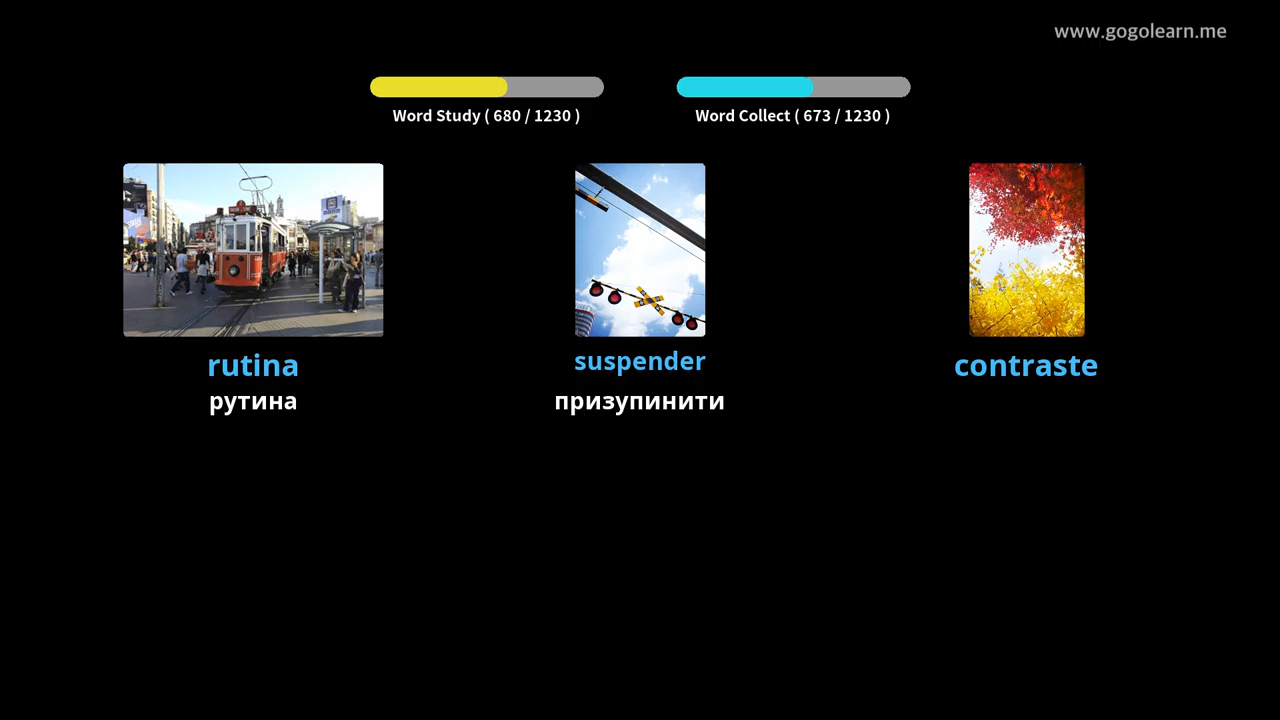 www.gogolearn.me
Word Study ( 680 / 1230 )
Word Collect ( 673 / 1230 )
rutina
suspender
contraste
рутина
призупинити